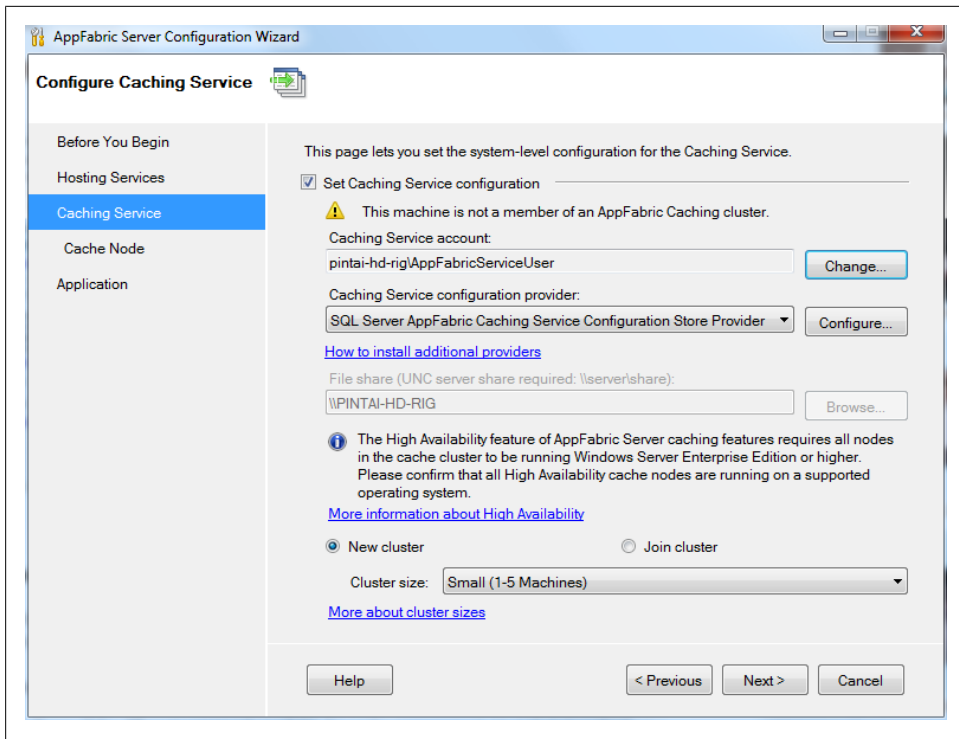 AppFabric Server Configuration Wizard
Configure Caching Service
Before You Begin
Hosting Services
Caching Service
Cache Node
Application
This page lets you set the system-level configuration for the Caching Service.
Set Caching Service configuration
This machine is not a member of an AppFabric Caching cluster.
Caching Service account:
pintai-hd-rig\AppFabricServiceUser
Change...
Caching Service configuration provider:
SQL Server AppFabric Caching Service Configuration Store Provider
Configure...
How to install additional providers
File share (UNC server share required: \\server\share):
\\PINTAI-HD-RIG
Browse...
The High Availability feature of AppFabric Server caching features requires all nodes
in the cache cluster to be running Windows Server Enterprise Edition or higher.
Please confirm that all High Availability cache nodes are running on a supported
operating system.
More information about High Availability
New cluster
Join cluster
Cluster size:
Small (1-5 Machines)
More about cluster sizes
Help
< Previous
Next >
Cancel